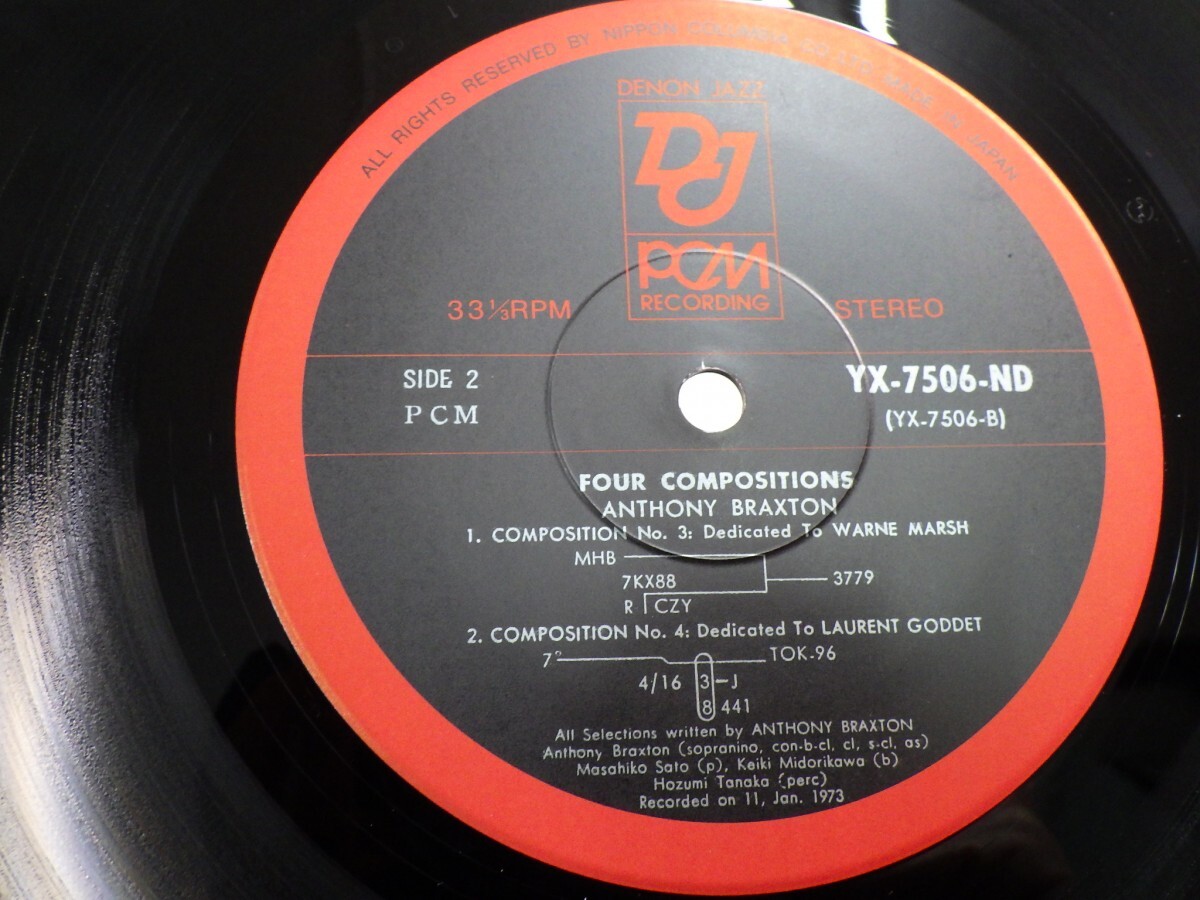 ALL RIGHTS RESERVED BY NIPPON COLUMBIA CO., LTD. MADE IN JAPAN
DENON JAZZ
DJ
PCM
RECORDING
33 1/3 RPM
STEREO
SIDE 2
PCM
YX-7506-ND
(YX-7506-B)
FOUR COMPOSITIONS
ANTHONY BRAXTON
1. COMPOSITION No. 3: Dedicated To WARNE MARSH
MHB
7KX88
3779
R CZY
2. COMPOSITION No. 4: Dedicated To LAURENT GODDET
7°
TOK-96
4/16 3-J
8 441
All Selections written by ANTHONY BRAXTON
Anthony Braxton (sopranino, con-b-cl, cl, s-cl, as)
Masahiko Sato (p), Keiki Midorikawa (b)
Hozumi Tanaka (perc)
Recorded on 11, Jan. 1973